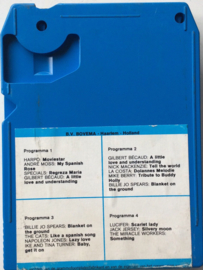 N.V. BOVEMA - Heemstede - Holland
Programma 1
HARPO: Moviestar
ANDRÉ MOSS: My Spanish
Rose
SPECIALS: Regreza Maria
GILBERT BÉCAUD: A little
love and understanding
Programma 2
GILBERT BÉCAUD: A little
love and understanding
NICK MACKENZIE: Tell the world
LA COSTA: Dolannes Melodie
MIKE BERRY: Tribute to Buddy
Holly
BILLIE JO SPEARS: Blanket on
the ground
Programma 3
BILLIE JO SPEARS: Blanket on
the ground
THE CATS: Like a spanish song
NAPOLEON JONES: Lazy love
IKE AND TINA TURNER: Baby,
get it on
Programma 4
LUCIFER: Scarlet lady
JACK JERSEY: Silvery moon
THE MIRACLE WORKERS:
Something